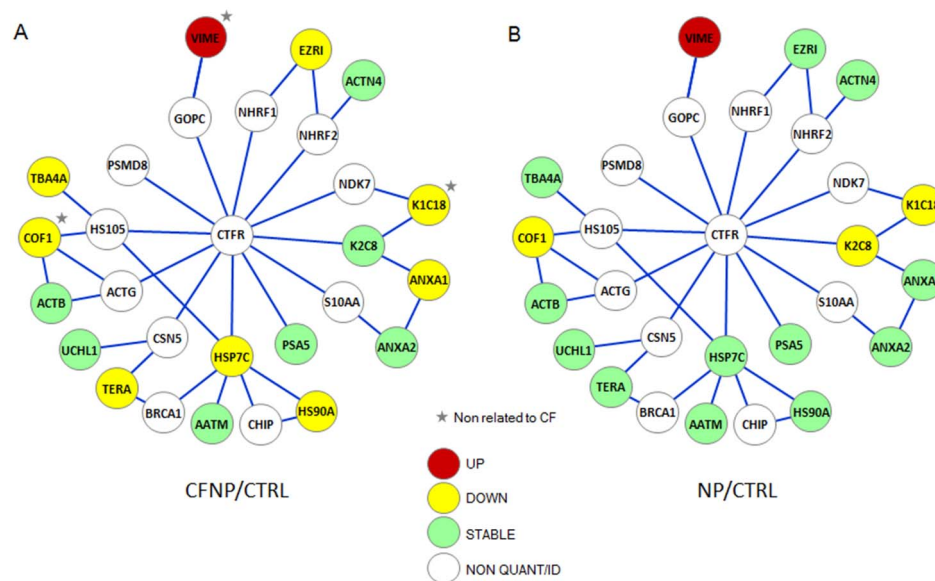 A
B
VIME
EZRI
ACTN4
GOPC
NHRF1
NHRF2
PSMD8
TBA4A
NDK7
K1C18
COF1
HS105
CTFR
K2C8
ACTB
ACTG
ANXA1
S10AA
UCHL1
CSN5
HSP7C
PSA5
ANXA2
TERA
BRCA1
AATM
CHIP
HS90A
VIME
EZRI
ACTN4
GOPC
NHRF1
NHRF2
PSMD8
TBA4A
NDK7
K1C18
COF1
HS105
CTFR
K2C8
ACTB
ACTG
ANXA
S10AA
UCHL1
CSN5
HSP7C
PSA5
ANXA2
TERA
BRCA1
AATM
CHIP
HS90A
Non related to CF
UP
DOWN
STABLE
NON QUANT/ID
CFNP/CTRL
NP/CTRL